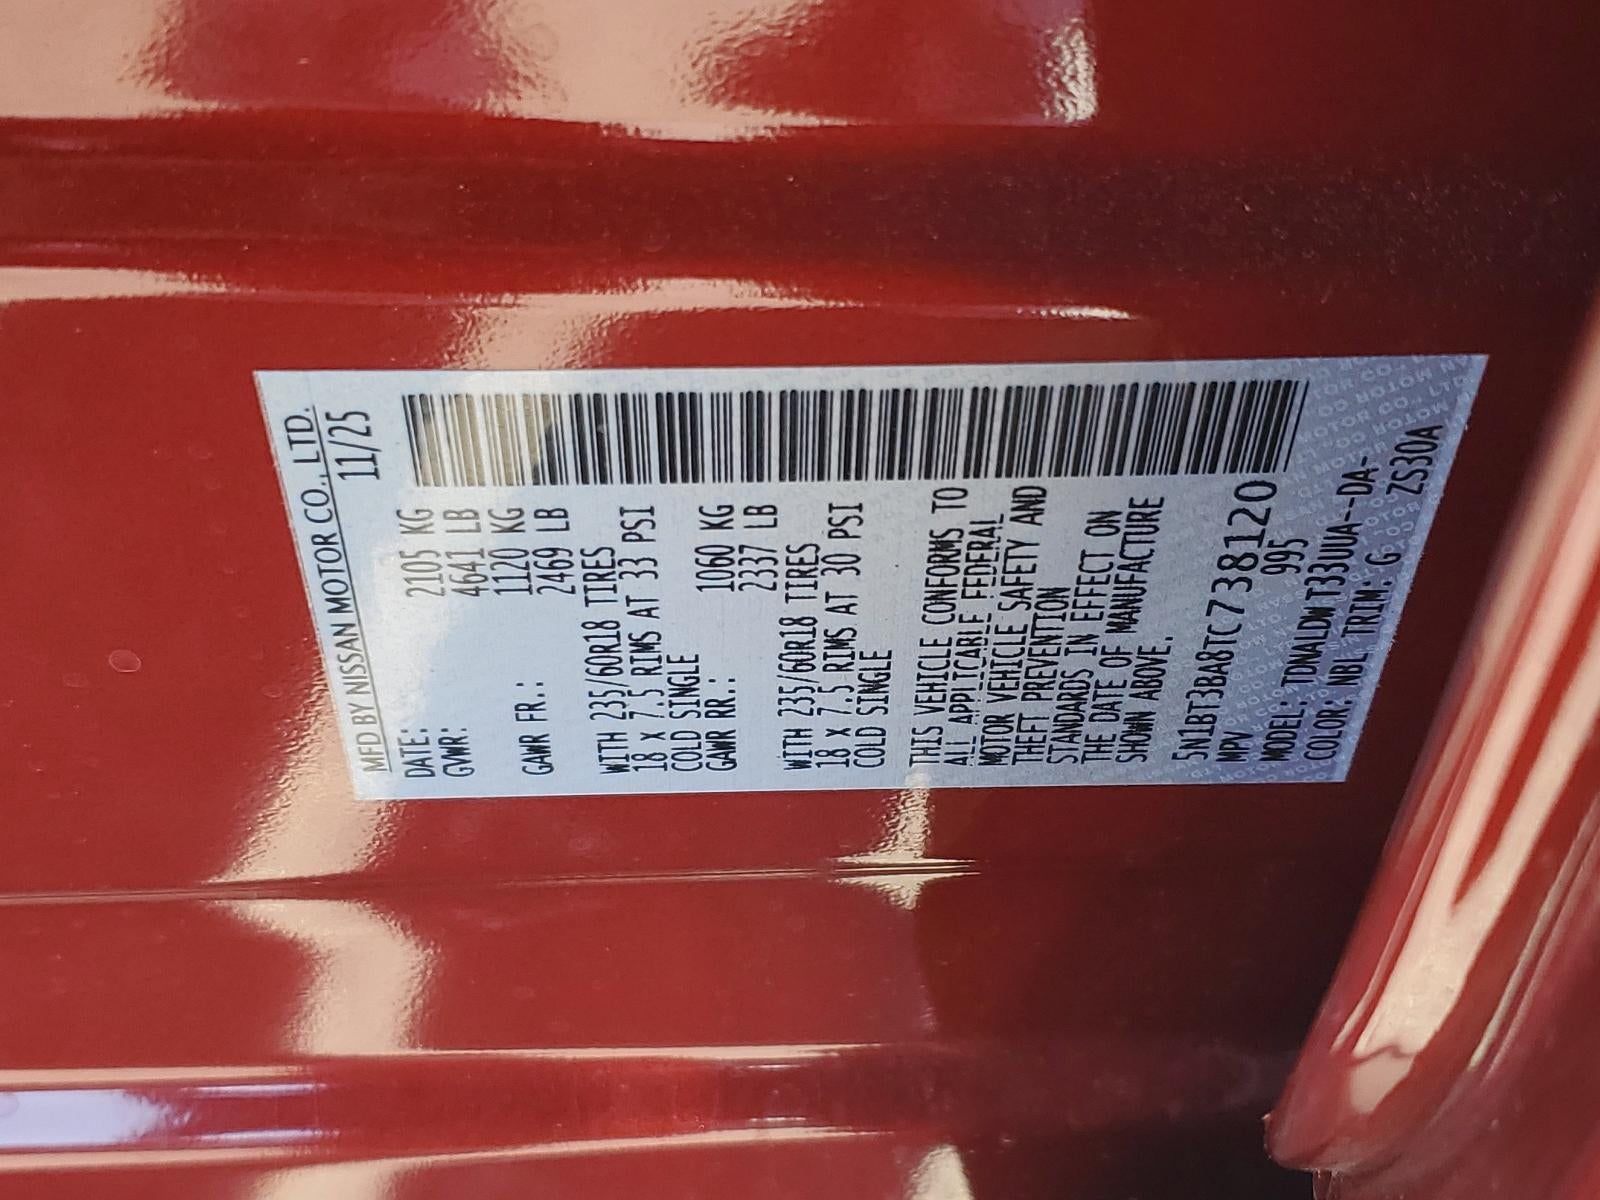 MFD BY NISSAN MOTOR CO., LTD.
DATE: 11/25
GVWR: 2105 KG
4641 LB
GAWR FR.: 1120 KG
2469 LB
WITH 235/60R18 TIRES
18 X 7.5 RIMS AT 33 PSI
COLD SINGLE
GAWR RR.: 1060 KG
2337 LB
WITH 235/60R18 TIRES
18 X 7.5 RIMS AT 30 PSI
COLD SINGLE
THIS VEHICLE CONFORMS TO
ALL APPLICABLE FEDERAL
MOTOR VEHICLE SAFETY AND
THEFT PREVENTION
STANDARDS IN EFFECT ON
THE DATE OF MANUFACTURE
SHOWN ABOVE.
5N1BT3BA8TC738120
MPV 995
MODEL: TDNALDW T33UUA--DA-
COLOR: NBL TRIM: G ZS30A